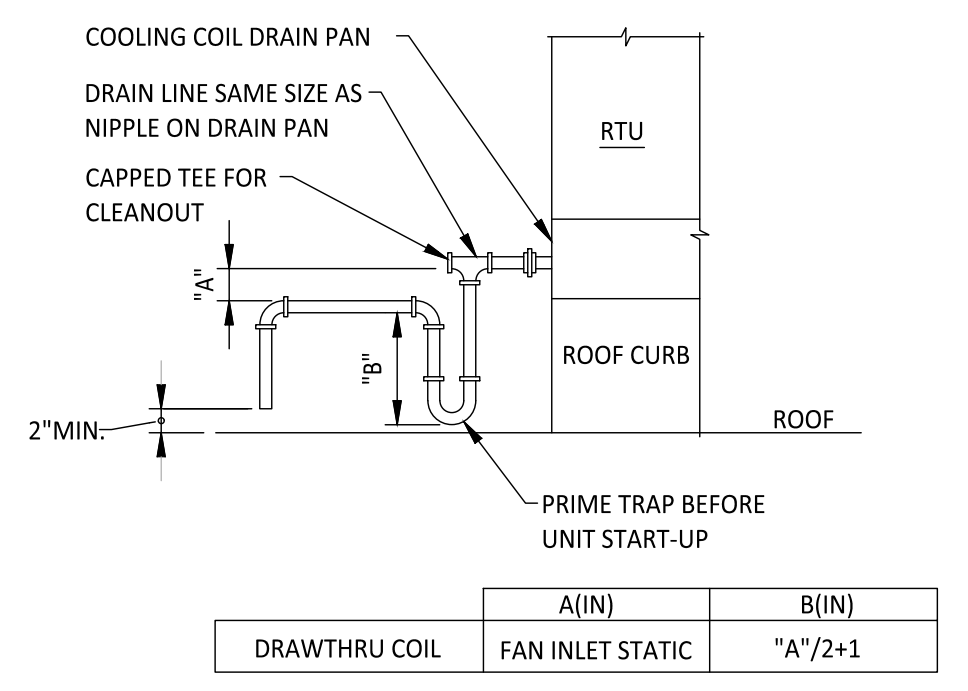 COOLING COIL DRAIN PAN
DRAIN LINE SAME SIZE AS
NIPPLE ON DRAIN PAN
RTU
CAPPED TEE FOR
CLEANOUT
"A"
"B"
ROOF CURB
2"MIN.
ROOF
PRIME TRAP BEFORE
UNIT START-UP
A(IN) B(IN)
DRAWTHRU COIL FAN INLET STATIC "A"/2+1